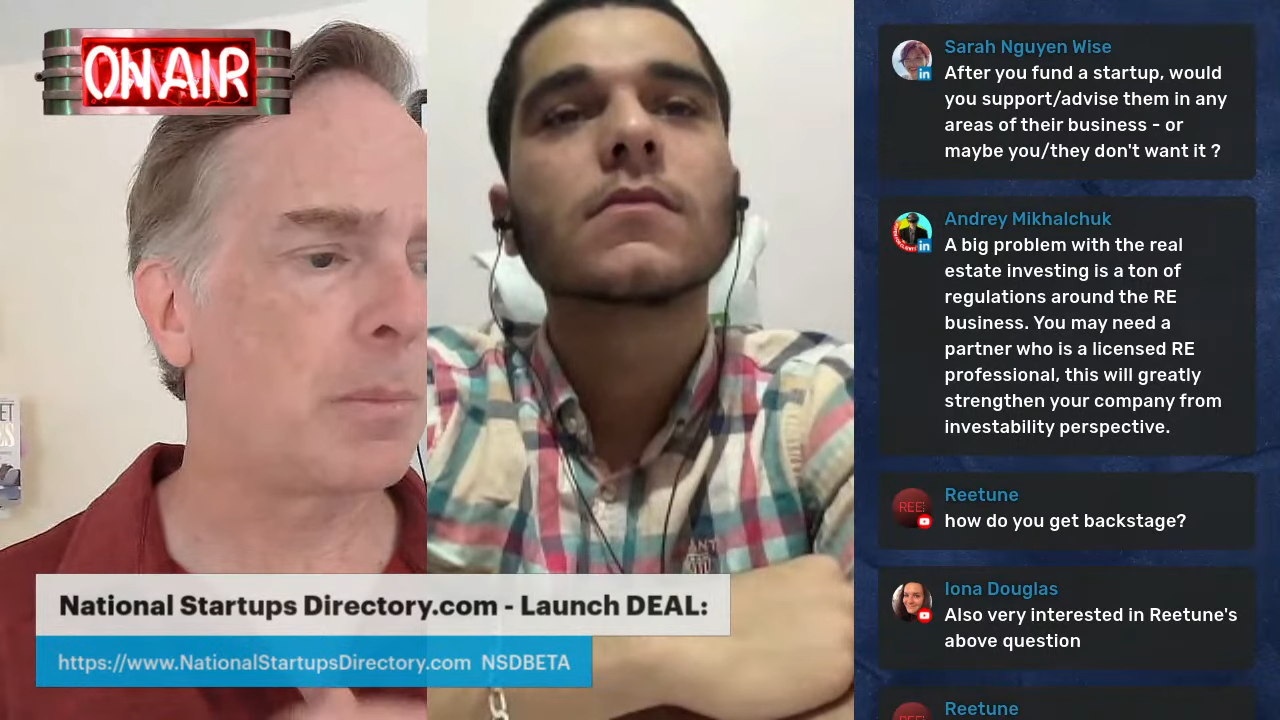 ON AIR
ET
National Startups Directory.com - Launch DEAL:
https://www.NationalStartupsDirectory.com NSDBETA
Sarah Nguyen Wise
After you fund a startup, would
you support/advise them in any
areas of their business - or
maybe you/they don't want it ?
Andrey Mikhalchuk
A big problem with the real
estate investing is a ton of
regulations around the RE
business. You may need a
partner who is a licensed RE
professional, this will greatly
strengthen your company from
investability perspective.
REE
Reetune
how do you get backstage?
Iona Douglas
Also very interested in Reetune's
above question
Reetune